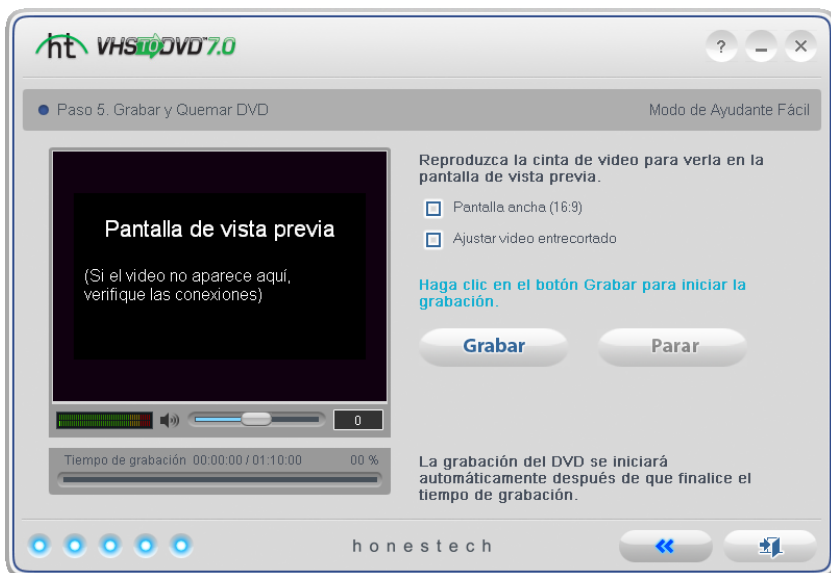 ht VHSTODVD™7.0
? – ×
Paso 5. Grabar y Quemar DVD
Modo de Ayudante Fácil
Pantalla de vista previa
(Si el video no aparece aquí,
verifique las conexiones)
0
Tiempo de grabación 00:00:00 / 01:10:00 00 %
Reproduzca la cinta de video para verla en la
pantalla de vista previa.
Pantalla ancha (16:9)
Ajustar video entrecortado
Haga clic en el botón Grabar para iniciar la
grabación.
Grabar
Parar
La grabación del DVD se iniciará
automáticamente después de que finalice el
tiempo de grabación.
honestech